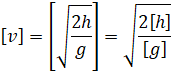 [v] = [√(2h/g)] = √(2[h]/[g])